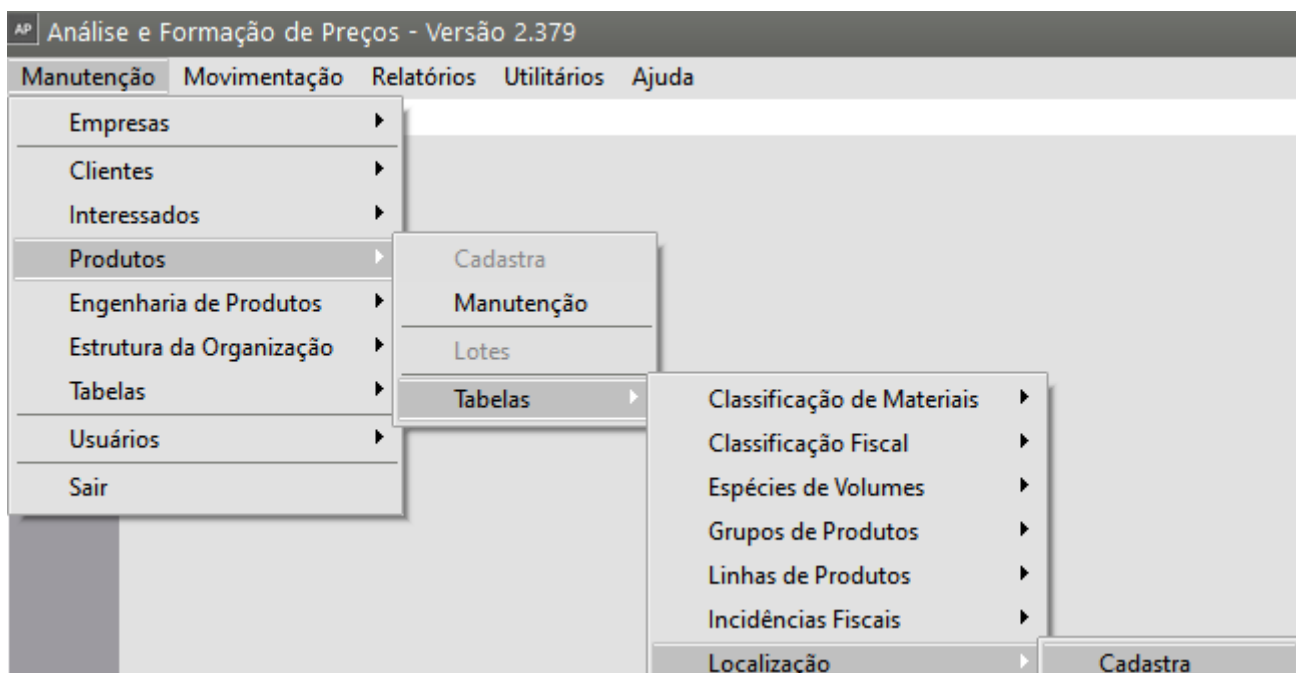 AP Análise e Formação de Preços - Versão 2.379
Manutenção Movimentação Relatórios Utilitários Ajuda
Empresas
Clientes
Interessados
Produtos
Engenharia de Produtos
Estrutura da Organização
Tabelas
Usuários
Sair
Cadastra
Manutenção
Lotes
Tabelas
Classificação de Materiais
Classificação Fiscal
Espécies de Volumes
Grupos de Produtos
Linhas de Produtos
Incidências Fiscais
Localização
Cadastra